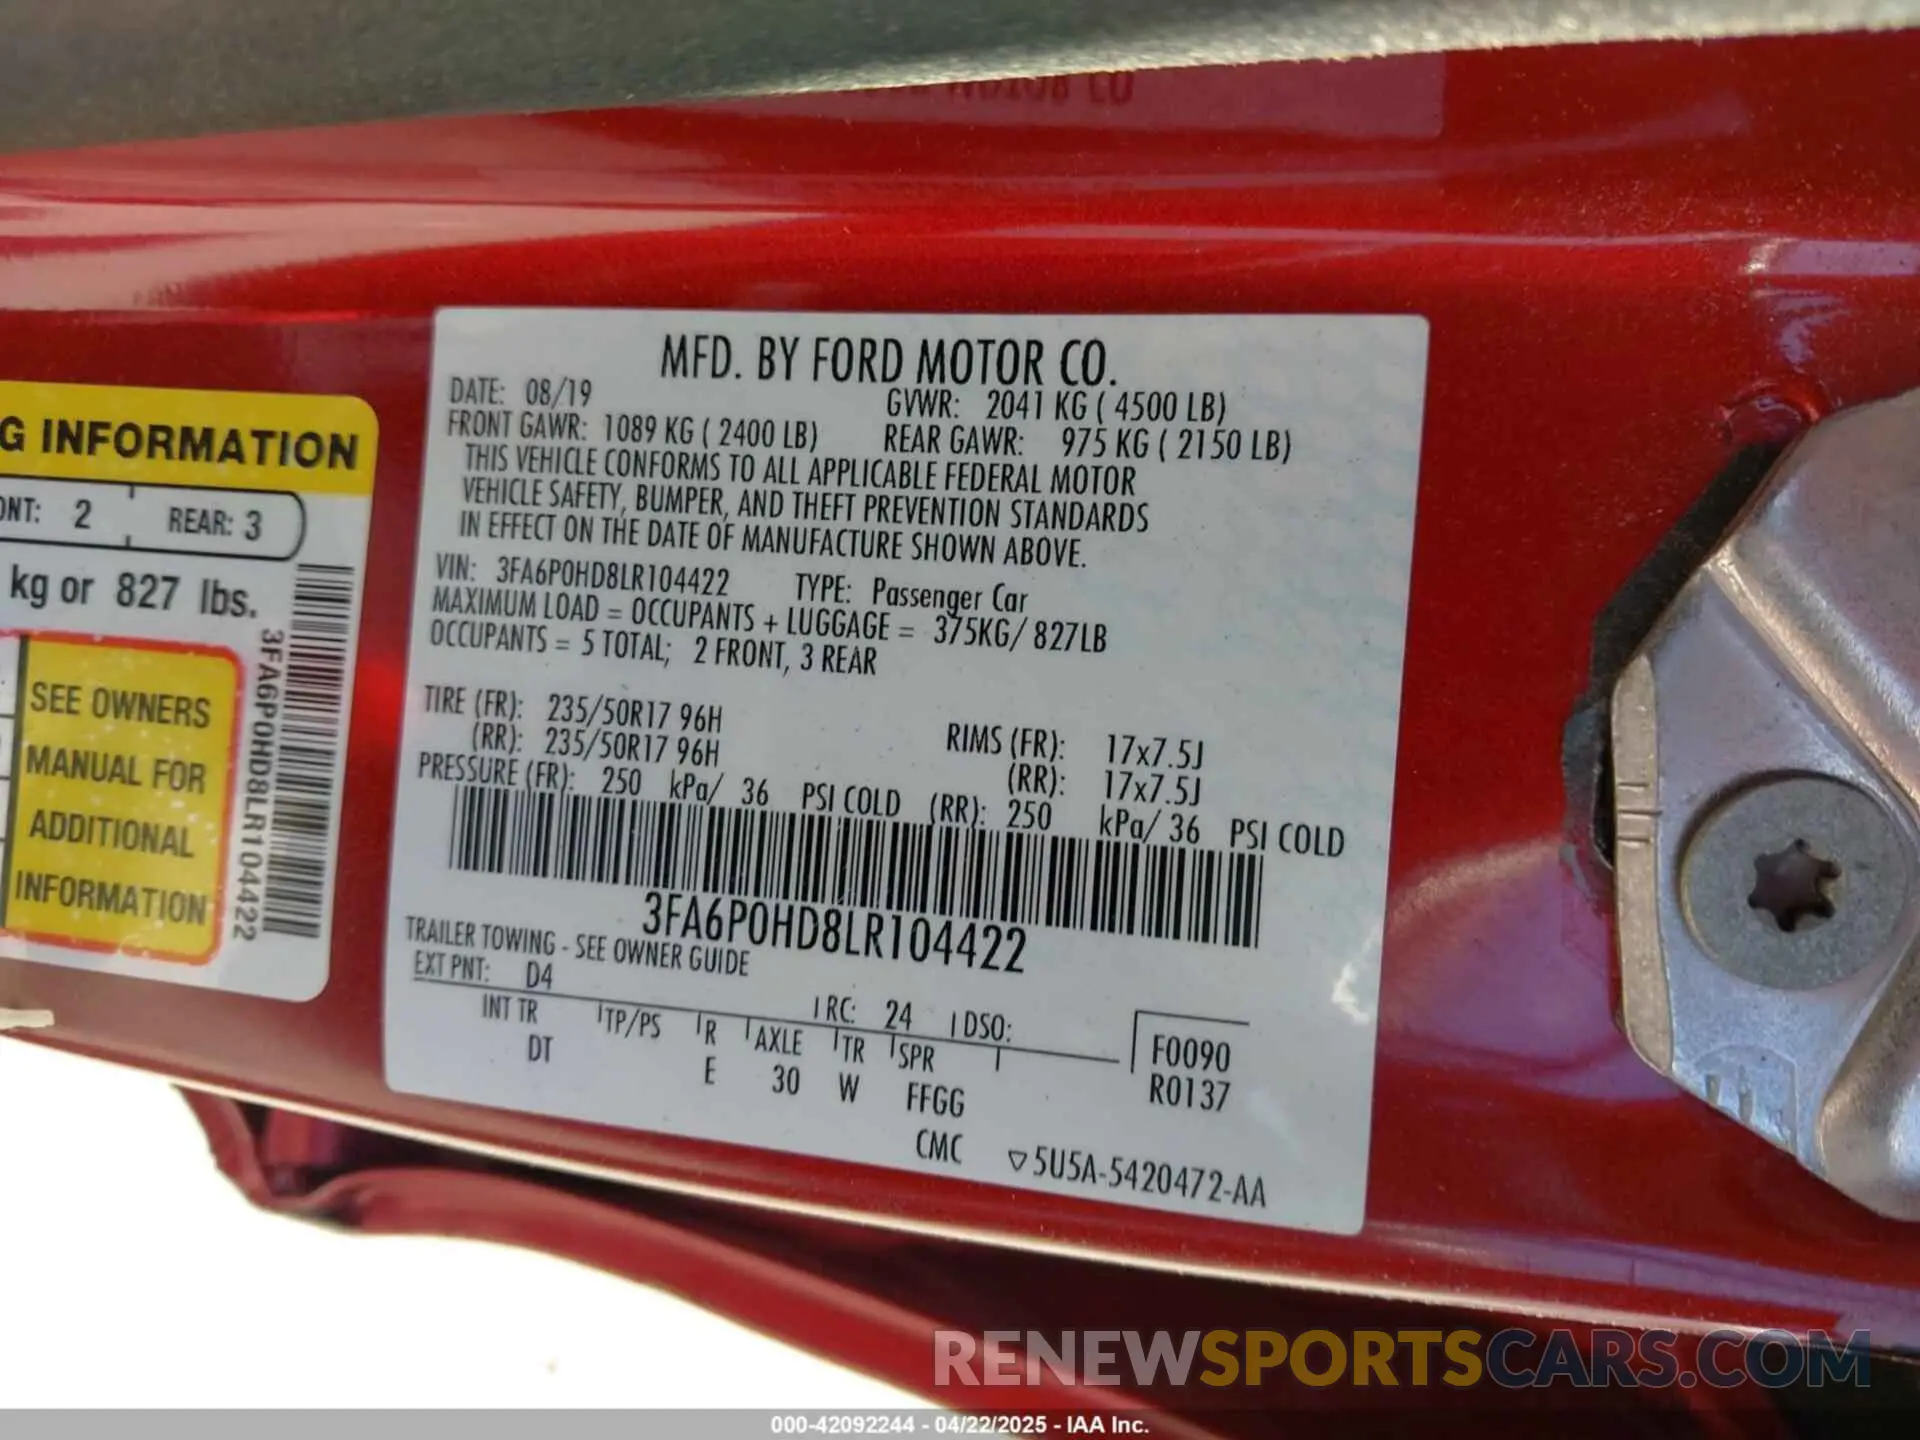 MOTOR CO
MFD. BY FORD MOTOR CO.
DATE: 08/19 GVWR: 2041 KG ( 4500 LB)
FRONT GAWR: 1089 KG ( 2400 LB) REAR GAWR: 975 KG ( 2150 LB)
THIS VEHICLE CONFORMS TO ALL APPLICABLE FEDERAL MOTOR
VEHICLE SAFETY, BUMPER, AND THEFT PREVENTION STANDARDS
IN EFFECT ON THE DATE OF MANUFACTURE SHOWN ABOVE.
VIN: 3FA6P0HD8LR104422 TYPE: Passenger Car
MAXIMUM LOAD = OCCUPANTS + LUGGAGE = 375KG/ 827LB
OCCUPANTS = 5 TOTAL; 2 FRONT, 3 REAR
TIRE (FR): 235/50R17 96H RIMS (FR): 17x7.5J
(RR): 235/50R17 96H (RR): 17x7.5J
PRESSURE (FR): 250 kPa/ 36 PSI COLD (RR): 250 kPa/ 36 PSI COLD
3FA6P0HD8LR104422
TRAILER TOWING - SEE OWNER GUIDE
EXT PNT: D4 RC: 24 DSO:
INT TR TP/PS R AXLE TR SPR F0090
DT E 30 W FFGG R0137
CMC ▽5U5A-5420472-AA
G INFORMATION
ONT: 2 REAR: 3
kg or 827 lbs.
SEE OWNERS
MANUAL FOR
ADDITIONAL
INFORMATION
3FA6P0HD8LR104422
RENEWSPORTSCARS.COM
000-42092244 - 04/22/2025 - IAA Inc.